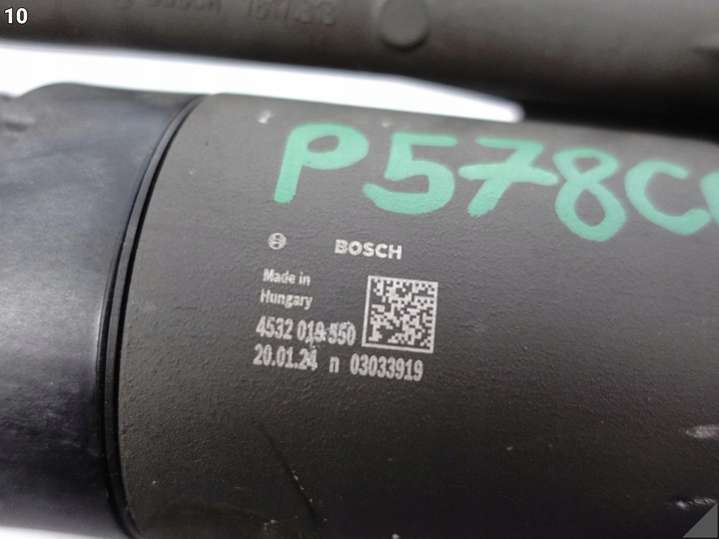 10
P578C
BOSCH
Made in
Hungary
4532 019 550
20.01.24 n 03033919